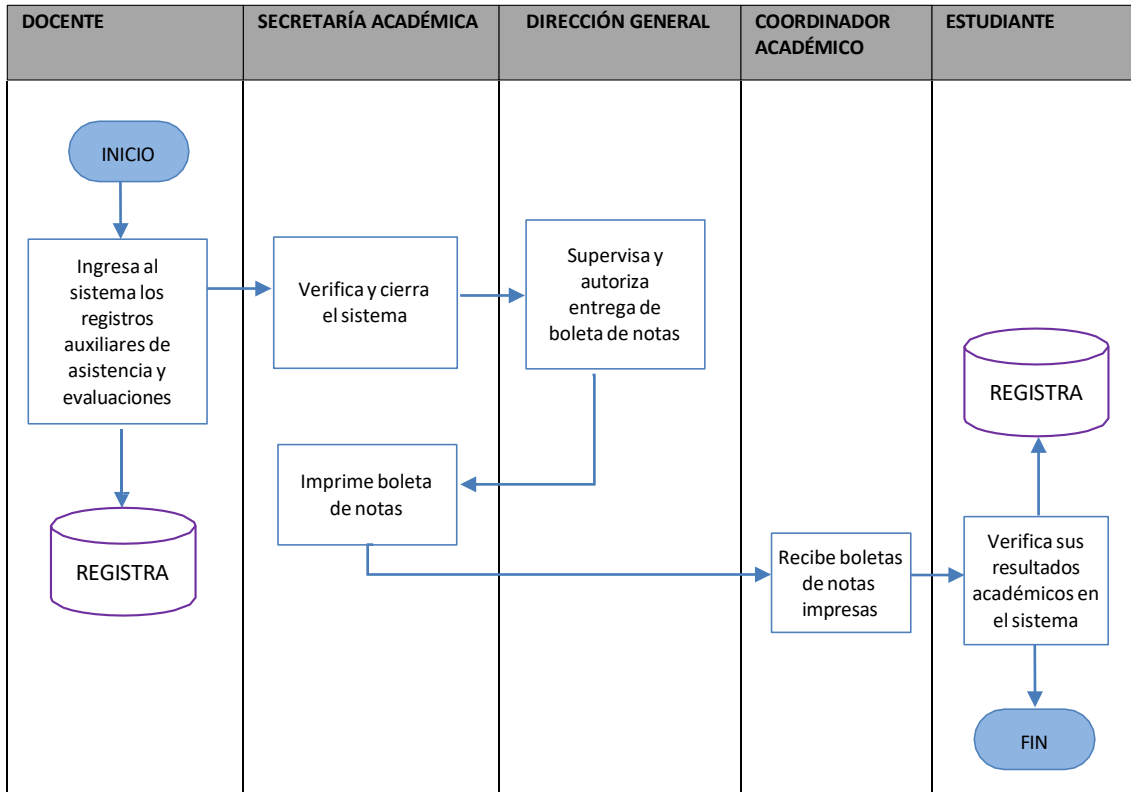 DOCENTE
SECRETARÍA ACADÉMICA
DIRECCIÓN GENERAL
COORDINADOR
ACADÉMICO
ESTUDIANTE
INICIO
Ingresa al
sistema los
registros
auxiliares de
asistencia y
evaluaciones
REGISTRA
Verifica y cierra
el sistema
Supervisa y
autoriza
entrega de
boleta de notas
Imprime boleta
de notas
Recibe boletas
de notas
impresas
Verifica sus
resultados
académicos en
el sistema
REGISTRA
FIN